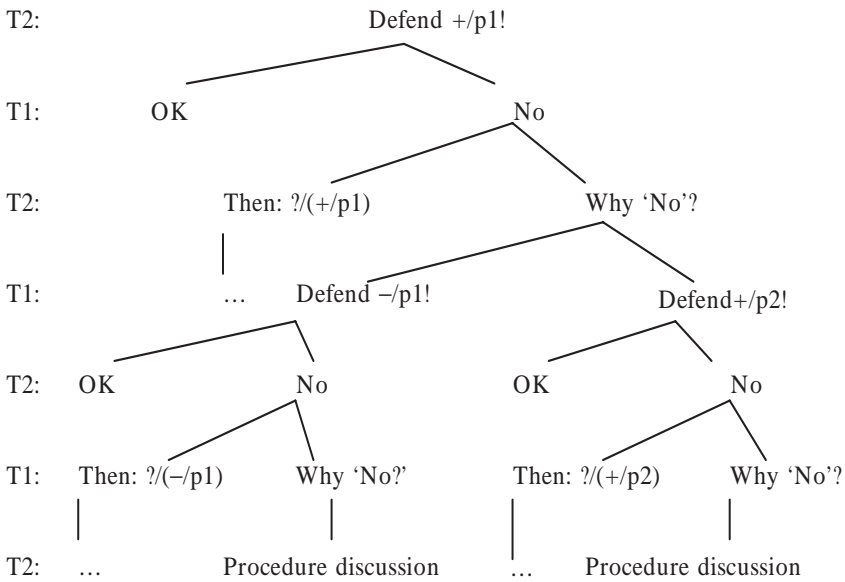 T2: Defend +/p1!
T1: OK No
T2: Then: ?/(+/p1) Why ‘No’?
T1: … Defend –/p1! Defend+/p2!
T2: OK No OK No
T1: Then: ?/(–/p1) Why ‘No?’ Then: ?/(+/p2) Why ‘No’?
T2: … Procedure discussion … Procedure discussion